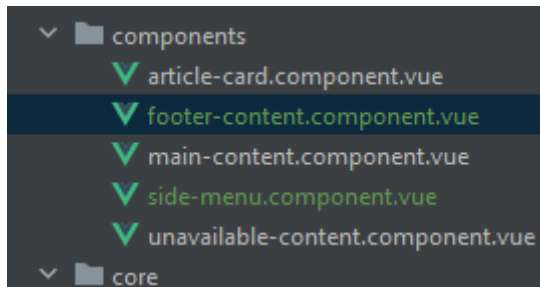 components
article-card.component.vue
footer-content.component.vue
main-content.component.vue
side-menu.component.vue
unavailable-content.component.vue
core